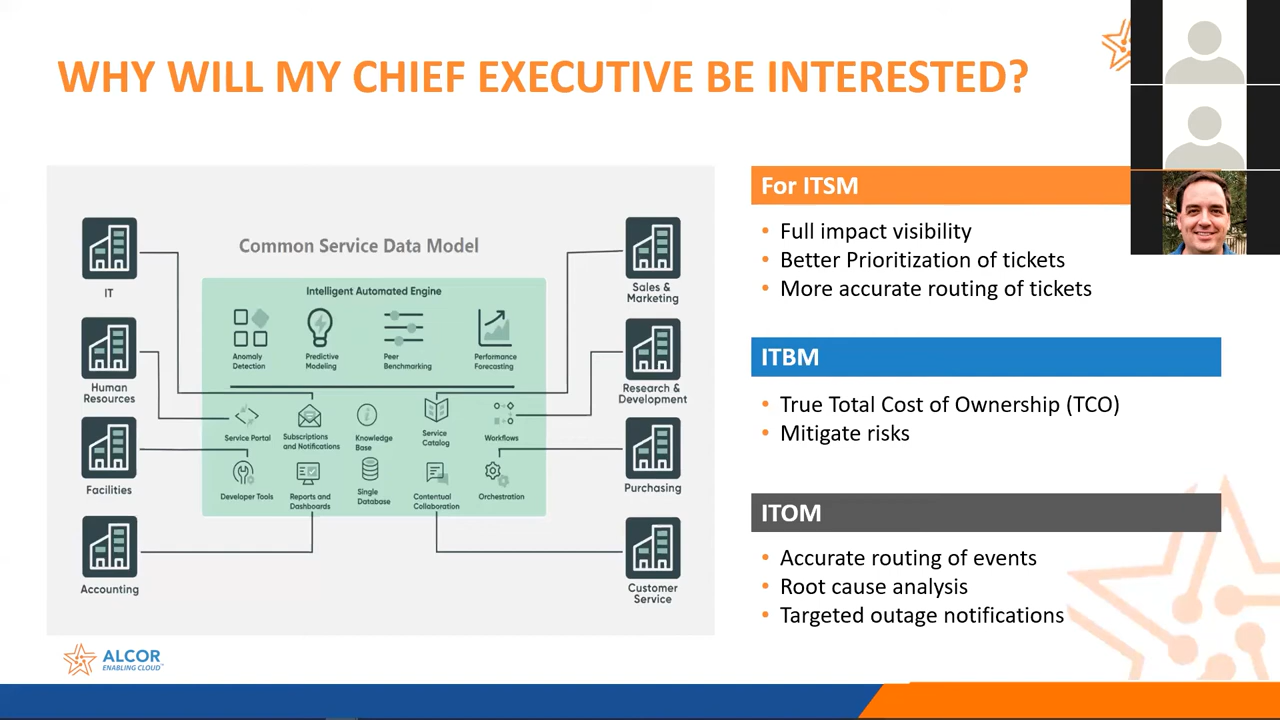 WHY WILL MY CHIEF EXECUTIVE BE INTERESTED?
Common Service Data Model
Intelligent Automated Engine
Anomaly
Detection
Predictive
Modeling
Peer
Benchmarking
Performance
Forecasting
Service Portal
Subscriptions
and Notifications
Knowledge
Base
Service
Catalog
Workflows
Developer Tools
Reports and
Dashboards
Single
Database
Contentual
Collaboration
Orchestration
IT
Human
Resources
Facilities
Accounting
Sales &
Marketing
Research &
Development
Purchasing
Customer
Service
For ITSM
• Full impact visibility
• Better Prioritization of tickets
• More accurate routing of tickets
ITBM
• True Total Cost of Ownership (TCO)
• Mitigate risks
ITOM
• Accurate routing of events
• Root cause analysis
• Targeted outage notifications
ALCOR
ENABLING CLOUD™